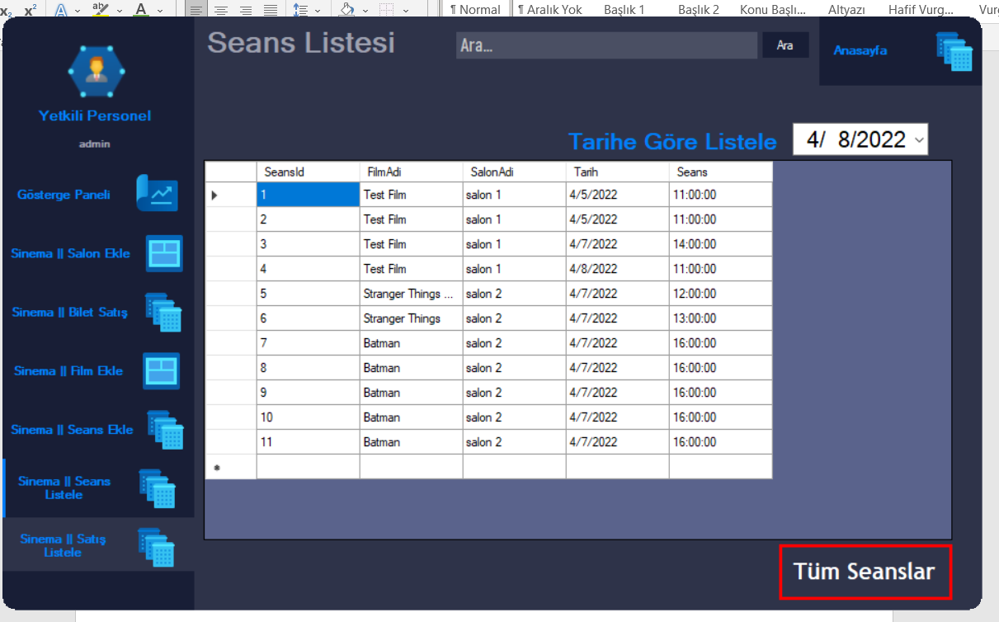 x₂ x² A ab A ¶ Normal ¶ Aralık Yok Başlık 1 Başlık 2 Konu Başlı... Altyazı Hafif Vurg... Vurg
Seans Listesi
Ara...
Ara
Anasayfa
Yetkili Personel
admin
Tarihe Göre Listele
4/ 8/2022
Gösterge Paneli
Sinema || Salon Ekle
Sinema || Bilet Satış
Sinema || Film Ekle
Sinema || Seans Ekle
Sinema || Seans
Listele
Sinema || Satış
Listele
SeansId FilmAdi SalonAdi Tarih Seans
1 Test Film salon 1 4/5/2022 11:00:00
2 Test Film salon 1 4/5/2022 11:00:00
3 Test Film salon 1 4/7/2022 14:00:00
4 Test Film salon 1 4/8/2022 11:00:00
5 Stranger Things ... salon 2 4/7/2022 12:00:00
6 Stranger Things salon 2 4/7/2022 13:00:00
7 Batman salon 2 4/7/2022 16:00:00
8 Batman salon 2 4/7/2022 16:00:00
9 Batman salon 2 4/7/2022 16:00:00
10 Batman salon 2 4/7/2022 16:00:00
11 Batman salon 2 4/7/2022 16:00:00
Tüm Seanslar